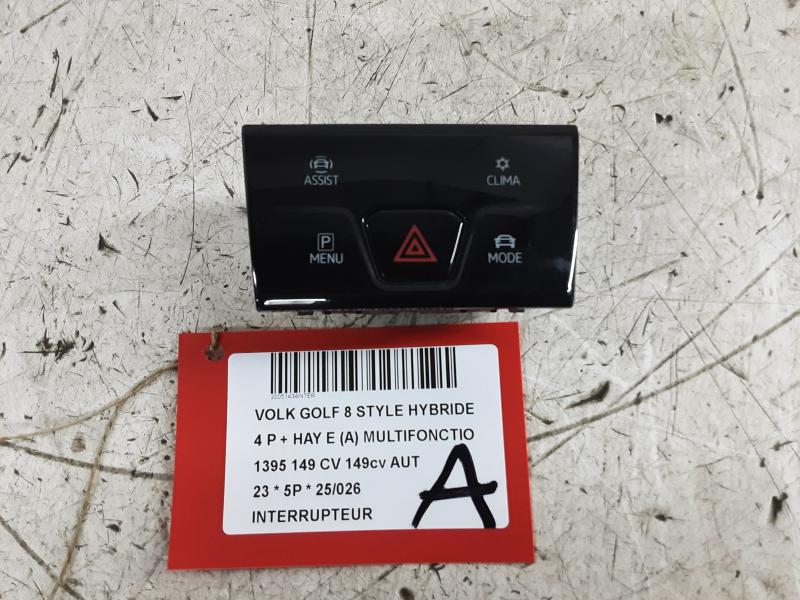 ASSIST CLIMA
P
MENU MODE
20051434INTER
VOLK GOLF 8 STYLE HYBRIDE
4 P + HAY E (A) MULTIFONCTIO
1395 149 CV 149cv AUT
23 * 5P * 25/026
INTERRUPTEUR
A